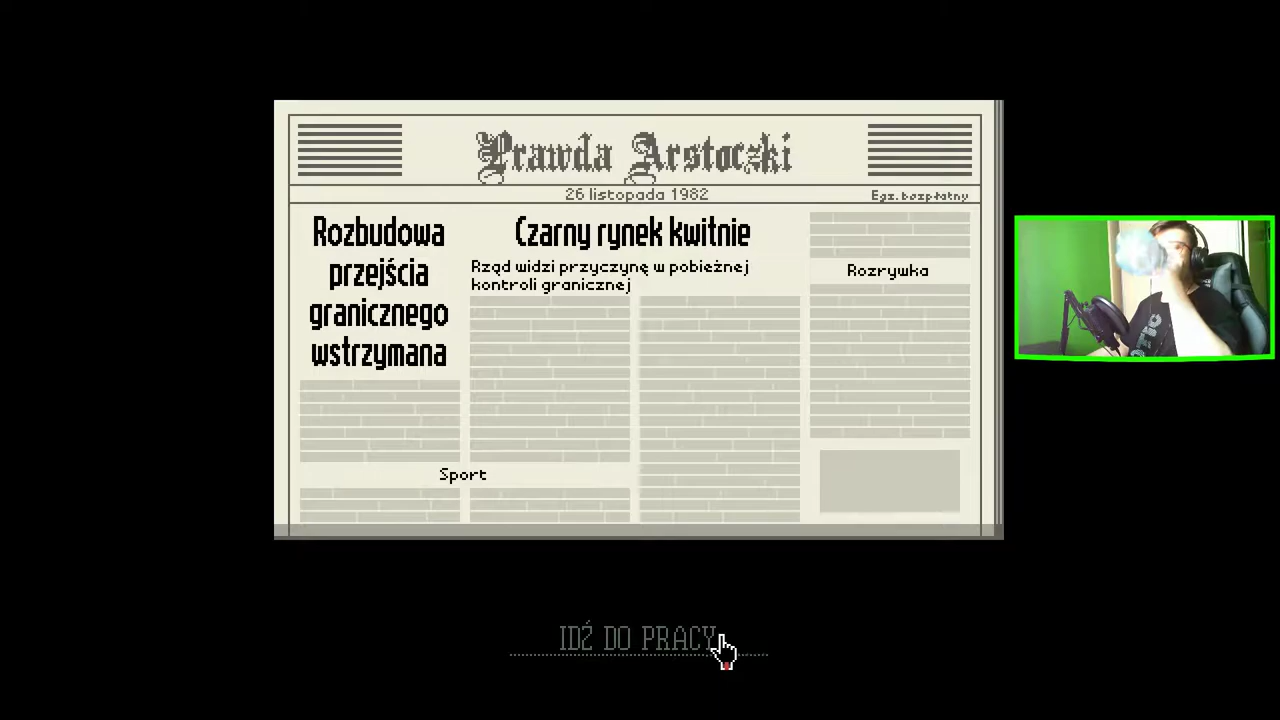 Prawda Arstoczki
26 listopada 1982
Egz. bezpłatny
Rozbudowa
przejścia
granicznego
wstrzymana
Czarny rynek kwitnie
Rząd widzi przyczynę w pobieżnej
kontroli granicznej
Rozrywka
Sport
IDŹ DO PRACY